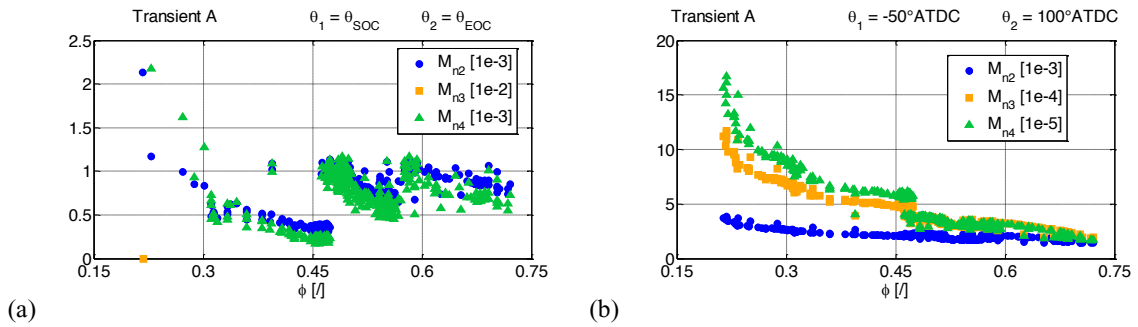 Transient A θ1 = θSOC θ2 = θEOC
2.5
2
1.5
1
0.5
0
Mn2 [1e-3]
Mn3 [1e-2]
Mn4 [1e-3]
0.15 0.3 0.45 0.6 0.75
ϕ [/]
(a)
Transient A θ1 = -50°ATDC θ2 = 100°ATDC
20
15
10
5
0
Mn2 [1e-3]
Mn3 [1e-4]
Mn4 [1e-5]
0.15 0.3 0.45 0.6 0.75
ϕ [/]
(b)